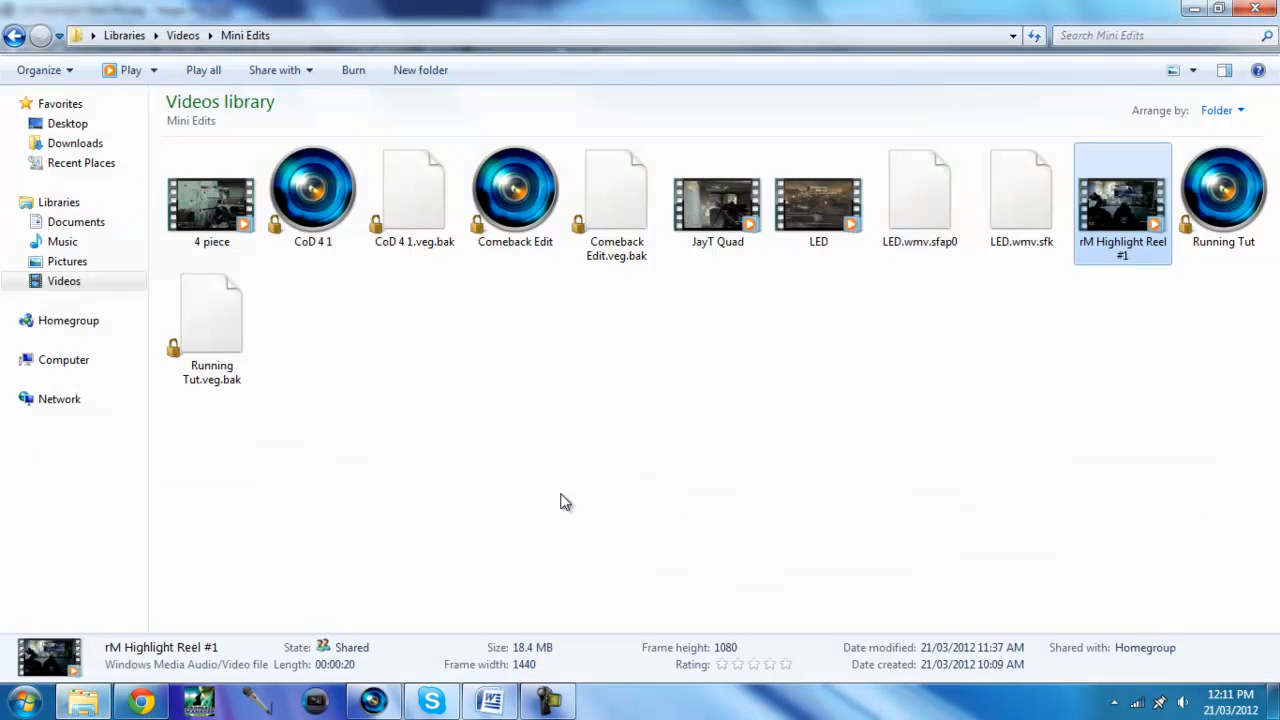 Libraries Videos Mini Edits
Search Mini Edits
Organize Play Play all Share with Burn New folder
Favorites
Desktop
Downloads
Recent Places
Libraries
Documents
Music
Pictures
Videos
Homegroup
Computer
Network
Videos library
Mini Edits
Arrange by: Folder
4 piece
CoD 4 1
CoD 4 1.veg.bak
Comeback Edit
Comeback
Edit.veg.bak
JayT Quad
LED
LED.wmv.sfap0
LED.wmv.sfk
rM Highlight Reel
#1
Running Tut
Running
Tut.veg.bak
rM Highlight Reel #1
Windows Media Audio/Video file
State: Shared
Length: 00:00:20
Size: 18.4 MB
Frame width: 1440
Frame height: 1080
Rating:
Date modified: 21/03/2012 11:37 AM
Date created: 21/03/2012 10:09 AM
Shared with: Homegroup
12:11 PM
21/03/2012